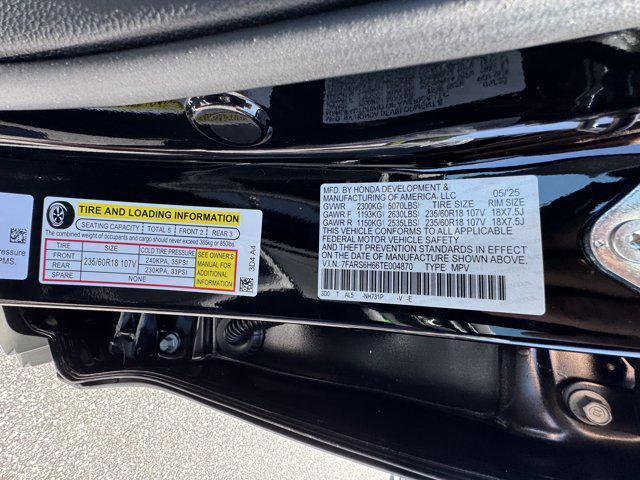 ressure
PMS.
TIRE AND LOADING INFORMATION
SEATING CAPACITY | TOTAL 5 | FRONT 2 | REAR 3
The combined weight of occupants and cargo should never exceed 385kg or 850lbs.
TIRE SIZE COLD TIRE PRESSURE
FRONT 235/60R18 107V 240KPA, 35PSI
REAR 230KPA, 33PSI
SPARE NONE
SEE OWNERS
MANUAL FOR
ADDITIONAL
INFORMATION
3DA A4
MFD. BY HONDA DEVELOPMENT & 05/25
MANUFACTURING OF AMERICA, LLC
GVWR 2300KG( 5070LBS) TIRE SIZE RIM SIZE
GAWR F 1193KG( 2630LBS) 235/60R18 107V 18X7.5J
GAWR R 1150KG( 2535LBS) 235/60R18 107V 18X7.5J
THIS VEHICLE CONFORMS TO ALL APPLICABLE
FEDERAL MOTOR VEHICLE SAFETY
AND THEFT PREVENTION STANDARDS IN EFFECT
ON THE DATE OF MANUFACTURE SHOWN ABOVE.
V.I.N: 7FARS6H66TE004870 TYPE MPV
3D0 T AL5 -NH731P -V -E